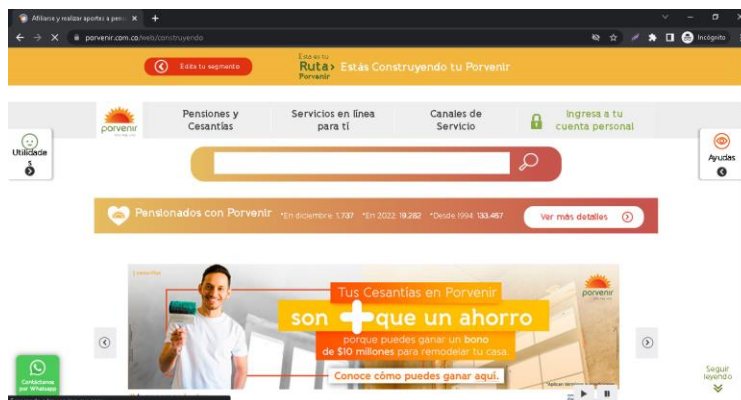 Afiliarse y realizar aportes a pens
porvenir.com.co/web/construyendo
Incógnito
Edita tu segmento
Esta es tu
Ruta>
Porvenir
Estás Construyendo tu Porvenir
porvenir
Pensiones y
Cesantías
Servicios en línea
para tí
Canales de
Servicio
Ingresa a tu
cuenta personal
Utilidade
s
Ayudas
Pensionados con Porvenir
*En diciembre: 1.737 *En 2022: 19.262 *Desde 1994: 133.467
Ver más detalles
Tus Cesantías en Porvenir
porvenir
son + que un ahorro
porque puedes ganar un bono
de $10 millones para remodelar tu casa.
Conoce cómo puedes ganar aquí.
Contáctanos
por Whatsapp
Seguir
leyendo